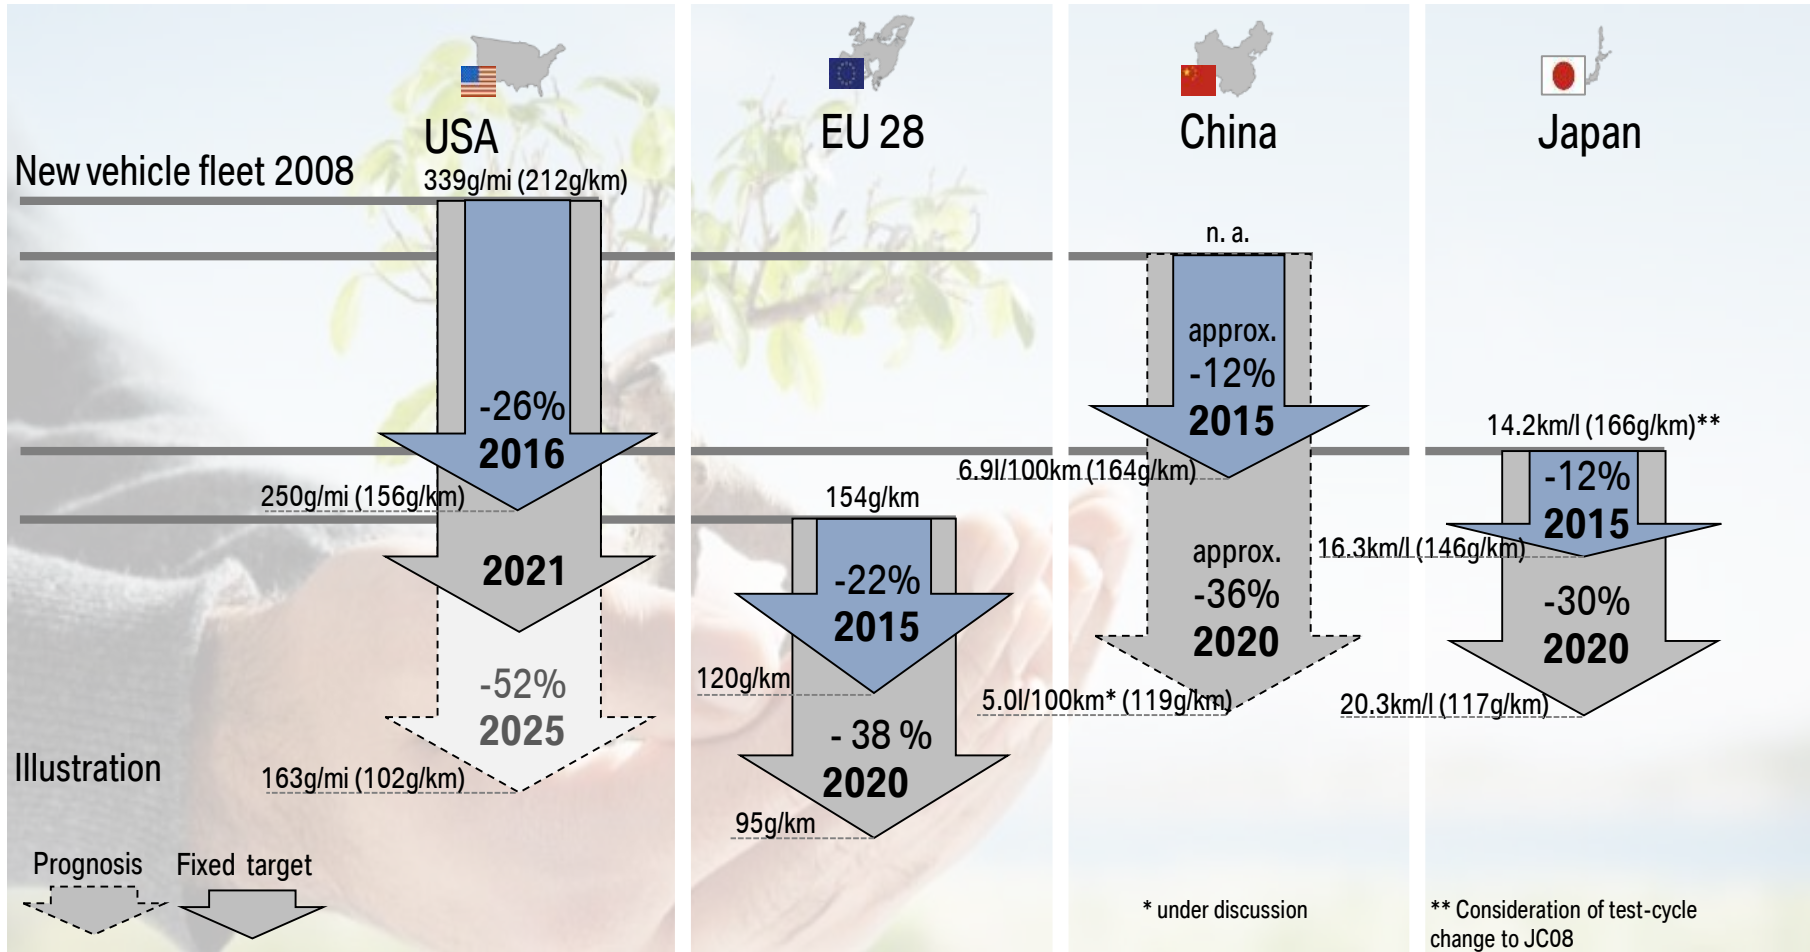 USA
EU 28
China
Japan
New vehicle fleet 2008
339g/mi (212g/km)
n. a.
approx.
-12%
2015
-26%
2016
14.2km/l (166g/km)**
6.9l/100km (164g/km)
-12%
2015
250g/mi (156g/km)
154g/km
16.3km/l (146g/km)
2021
-22%
2015
approx.
-36%
2020
-30%
2020
120g/km
-52%
2025
5.0l/100km* (119g/km)
20.3km/l (117g/km)
- 38 %
2020
Illustration
163g/mi (102g/km)
95g/km
Prognosis
Fixed target
* under discussion
** Consideration of test-cycle
change to JC08